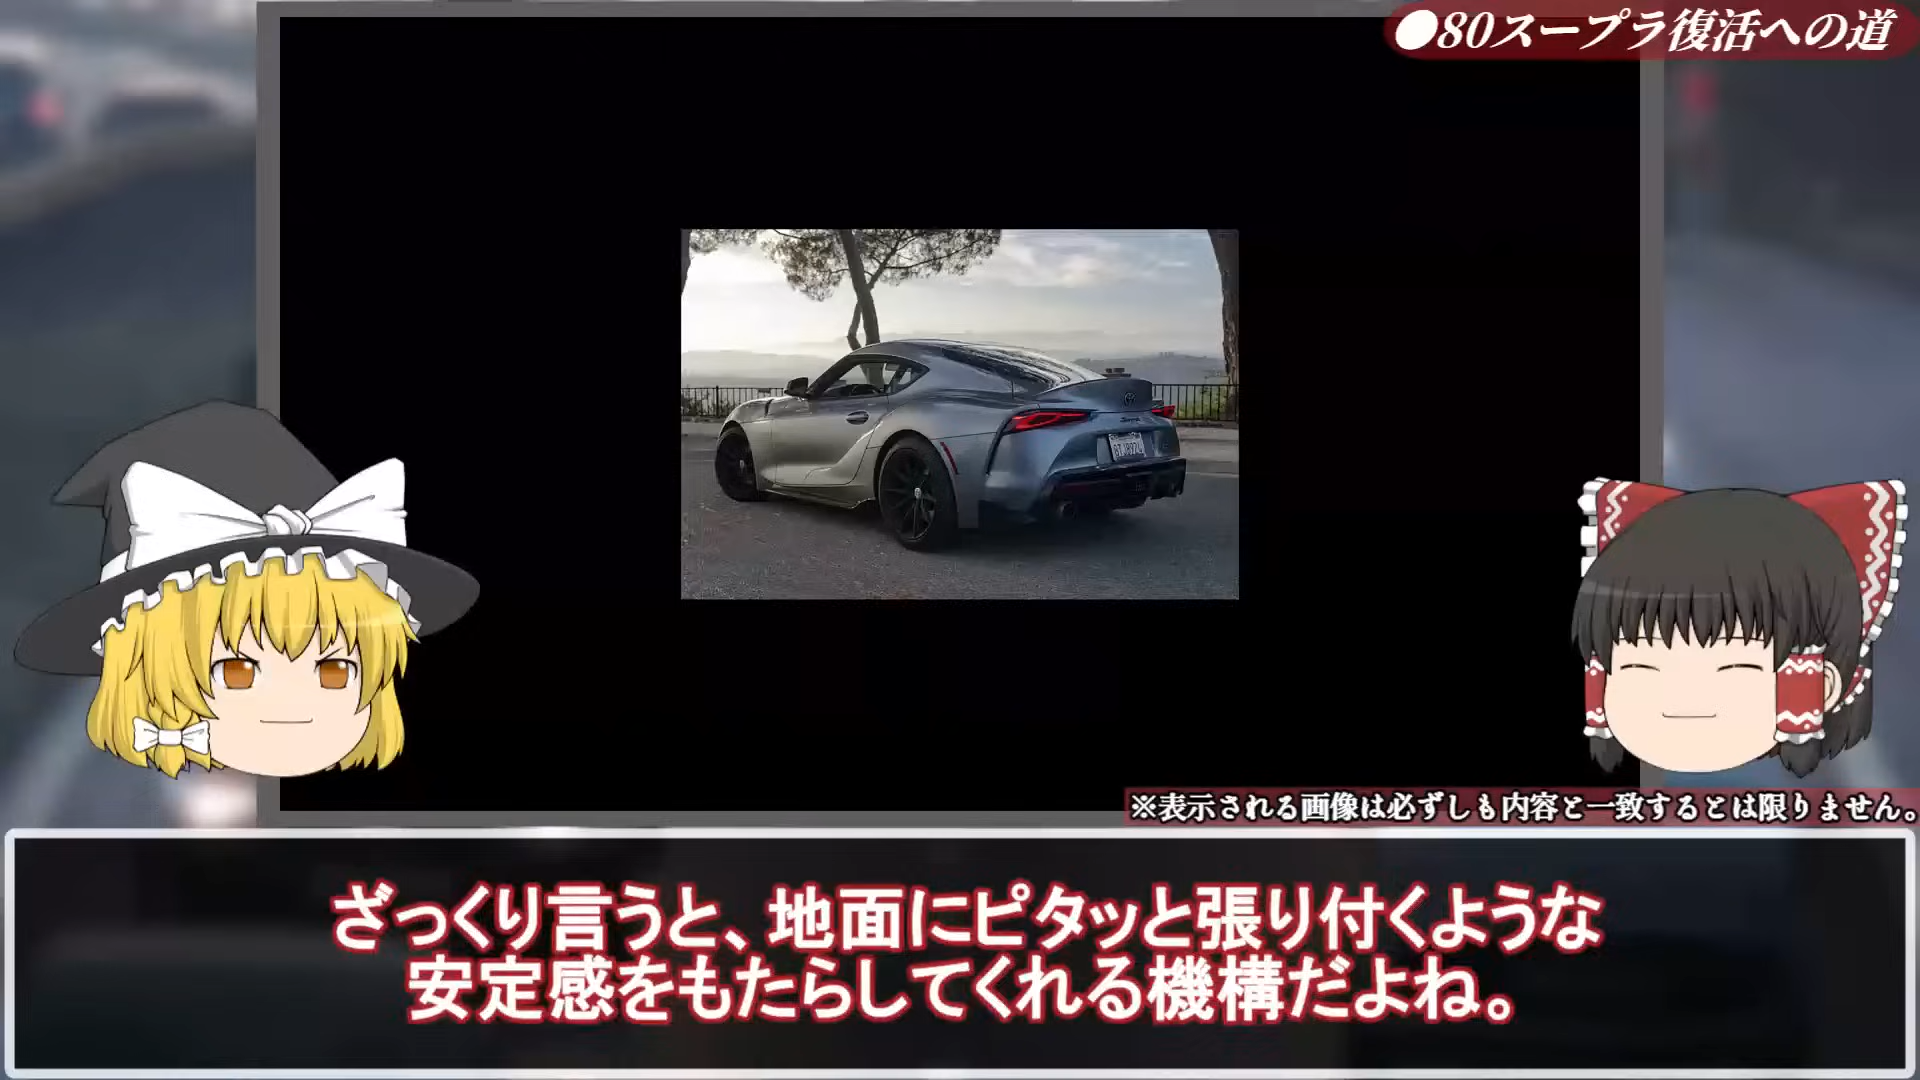 ●80スープラ復活への道
※表示される画像は必ずしも内容と一致するとは限りません。
ざっくり言うと、地面にピタッと張り付くような
安定感をもたらしてくれる機構だよね。